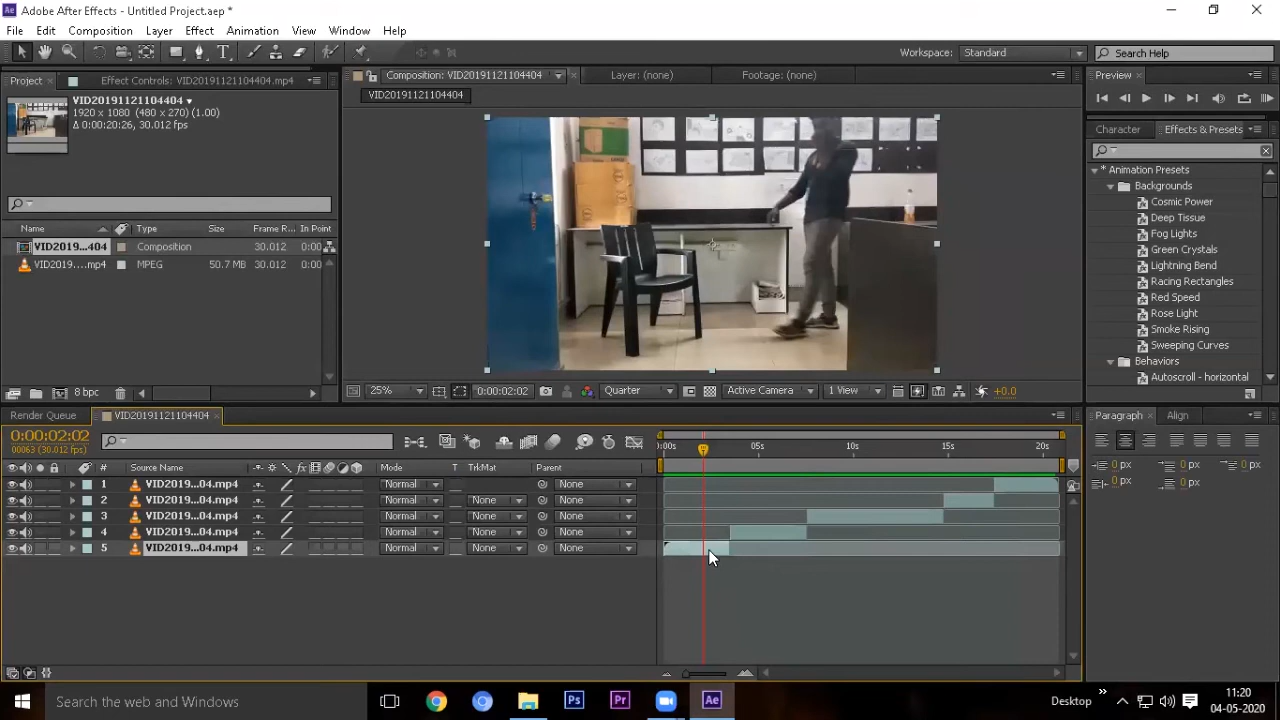 Adobe After Effects - Untitled Project.aep *
File Edit Composition Layer Effect Animation View Window Help
Workspace: Standard Search Help
Project Effect Controls: VID20191121104404.mp4 Composition: VID20191121104404 Layer: (none) Footage: (none) Preview
VID20191121104404
VID20191121104404
1920 x 1080 (480 x 270) (1.00)
Δ 0:00:20:26, 30.012 fps
Character Effects & Presets
* Animation Presets
Backgrounds
Cosmic Power
Deep Tissue
Fog Lights
Green Crystals
Lightning Bend
Racing Rectangles
Red Speed
Rose Light
Smoke Rising
Sweeping Curves
Behaviors
Autoscroll - horizontal
Name Type Size Frame R... In Point
VID2019...404 Composition 30.012 0:00
VID2019....mp4 MPEG 50.7 MB 30.012 0:00
8 bpc
25% 0:00:02:02 Quarter Active Camera 1 View +0.0
Render Queue VID20191121104404
0:00:02:02
00063 (30.012 fps)
0:00s 05s 10s 15s 20s
# Source Name Mode T TrkMat Parent
1 VID2019...04.mp4 Normal None
2 VID2019...04.mp4 Normal None None
3 VID2019...04.mp4 Normal None None
4 VID2019...04.mp4 Normal None None
5 VID2019...04.mp4 Normal None None
Paragraph Align
0 px 0 px 0 px
0 px 0 px
Search the web and Windows
Ps Pr Ae
Desktop
11:20
04-05-2020